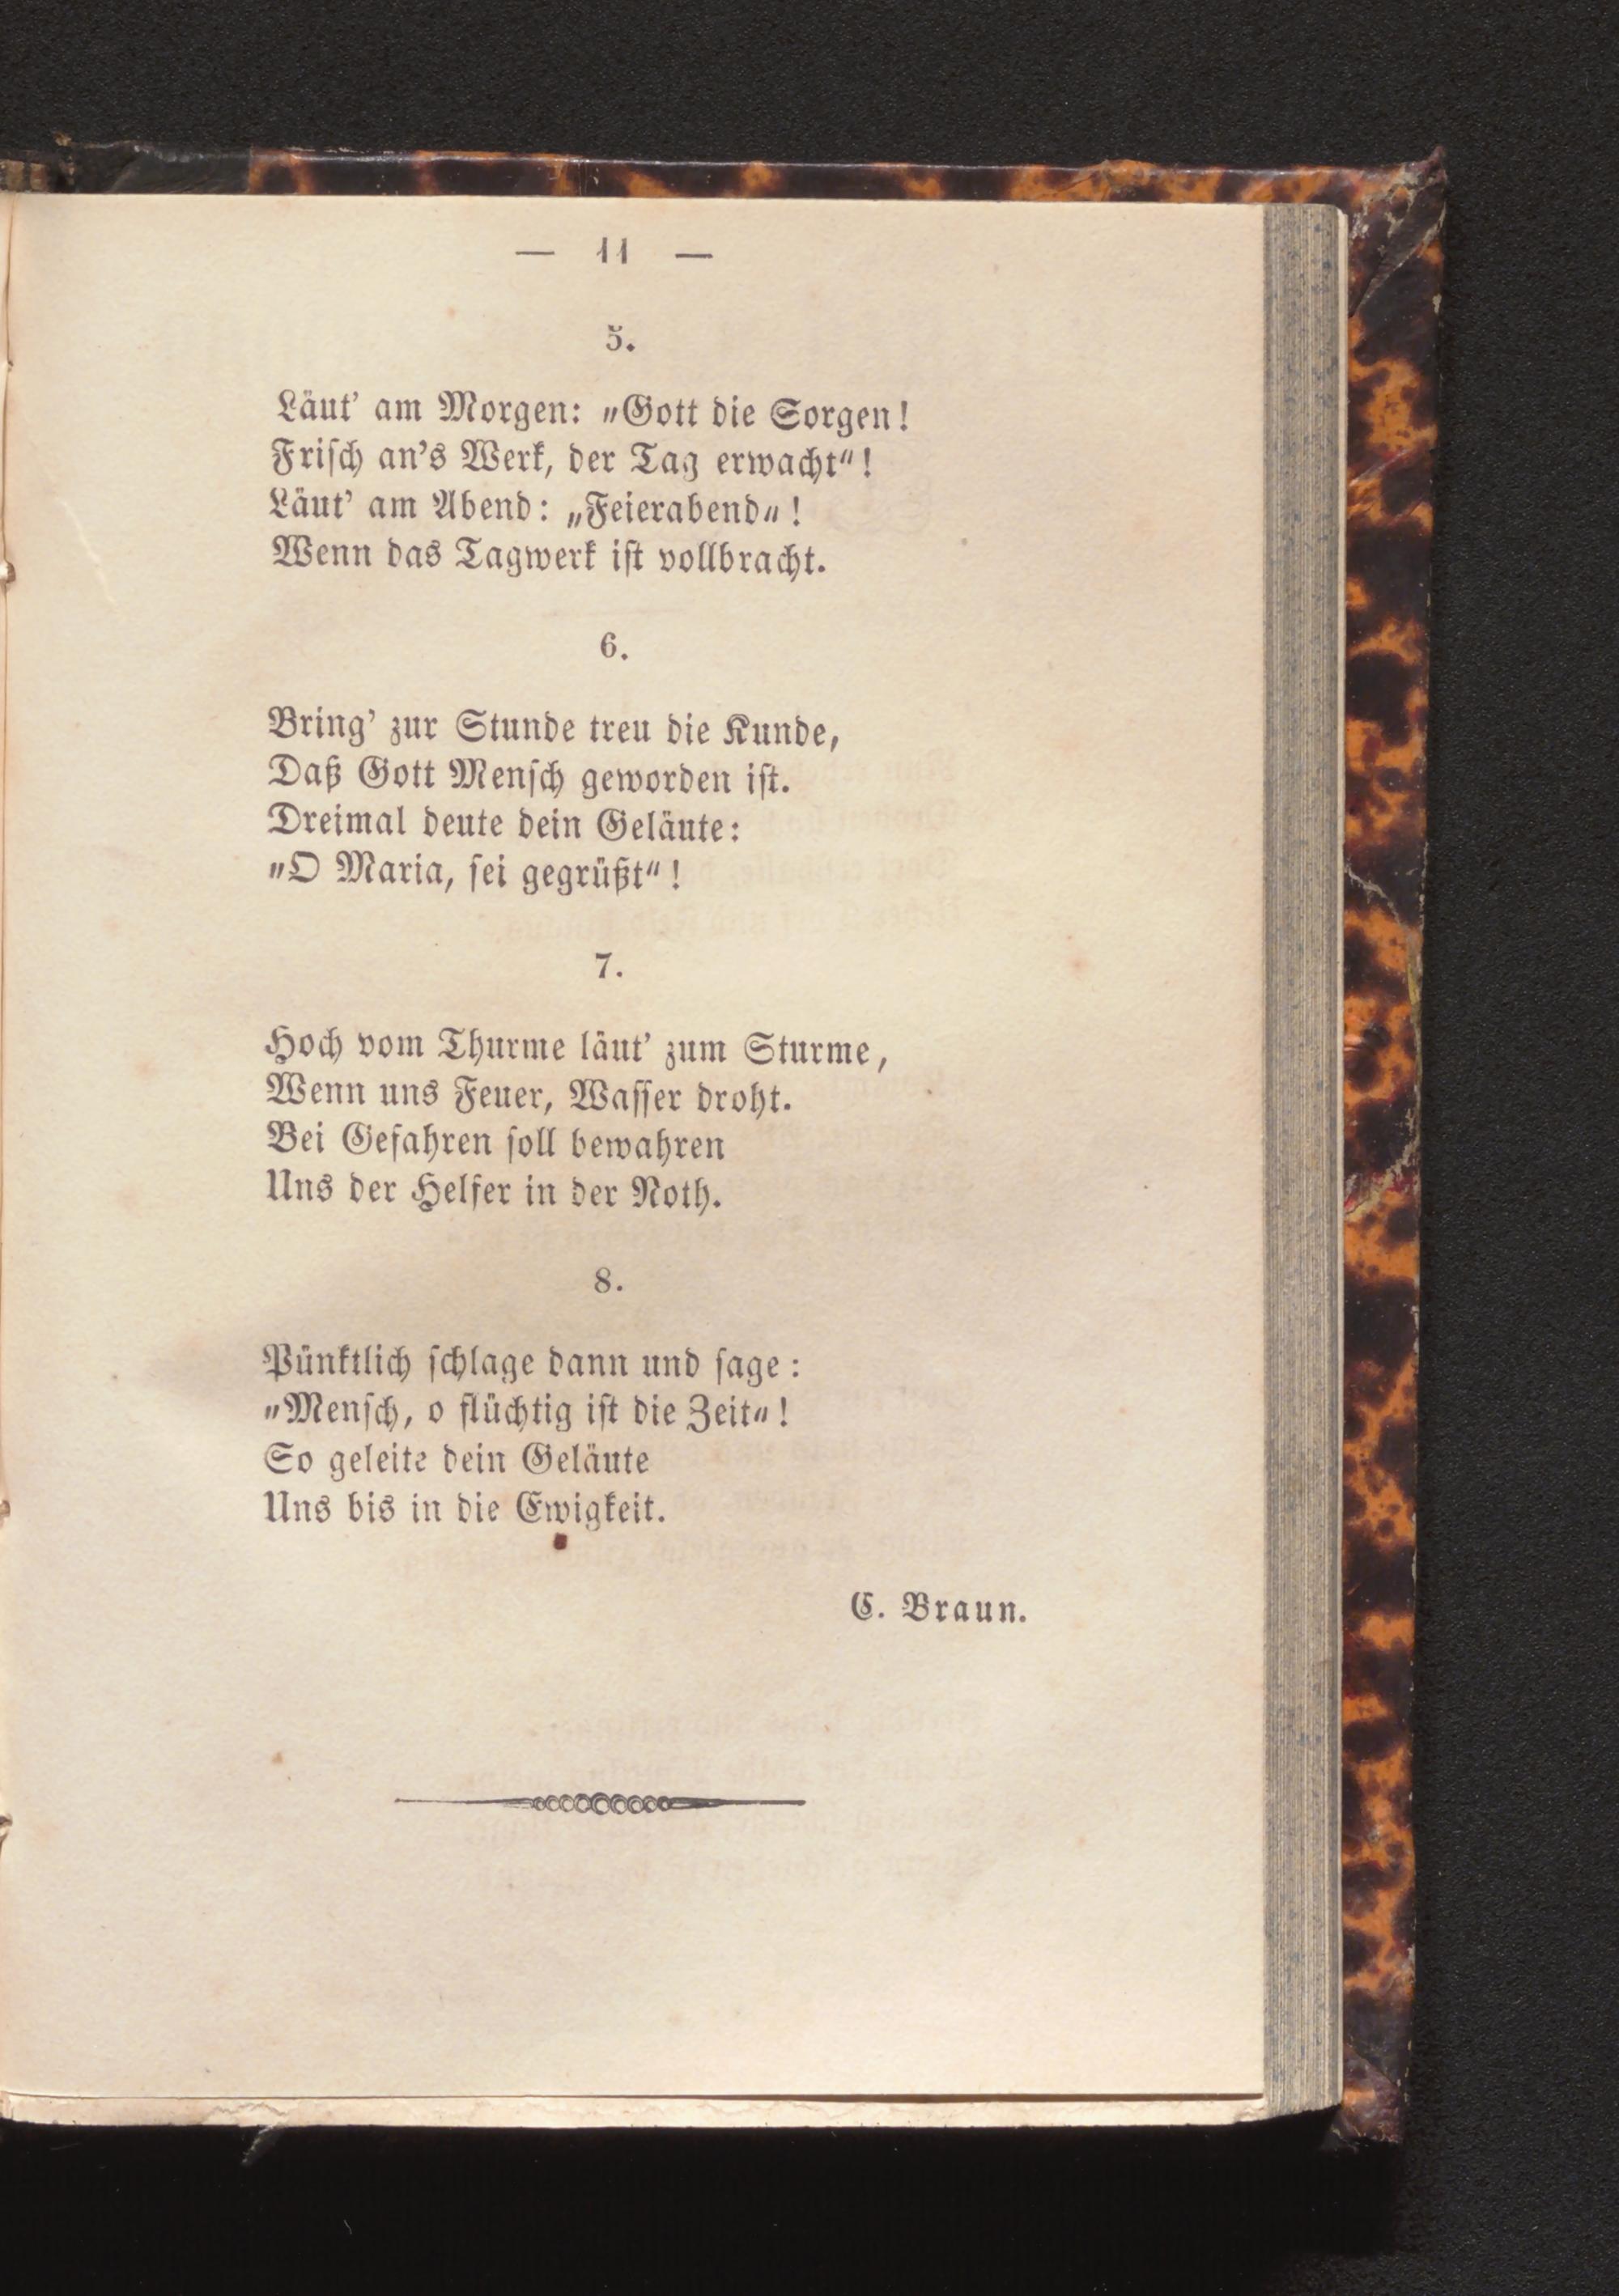 — 11 —
5.
Läut’ am Morgen: „Gott die Sorgen!
Frisch an’s Werk, der Tag erwacht“!
Läut’ am Abend: „Feierabend„!
Wenn das Tagwerk ist vollbracht.
6.
Bring’ zur Stunde treu die Kunde,
Daß Gott Mensch geworden ist.
Dreimal deute dein Geläute:
„O Maria, sei gegrüßt“!
7.
Hoch vom Thurme läut’ zum Sturme,
Wenn uns Feuer, Wasser droht.
Bei Gefahren soll bewahren
Uns der Helfer in der Noth.
8.
Pünktlich schlage dann und sage:
„Mensch, o flüchtig ist die Zeit„!
So geleite dein Geläute
Uns bis in die Ewigkeit.
C. Braun.